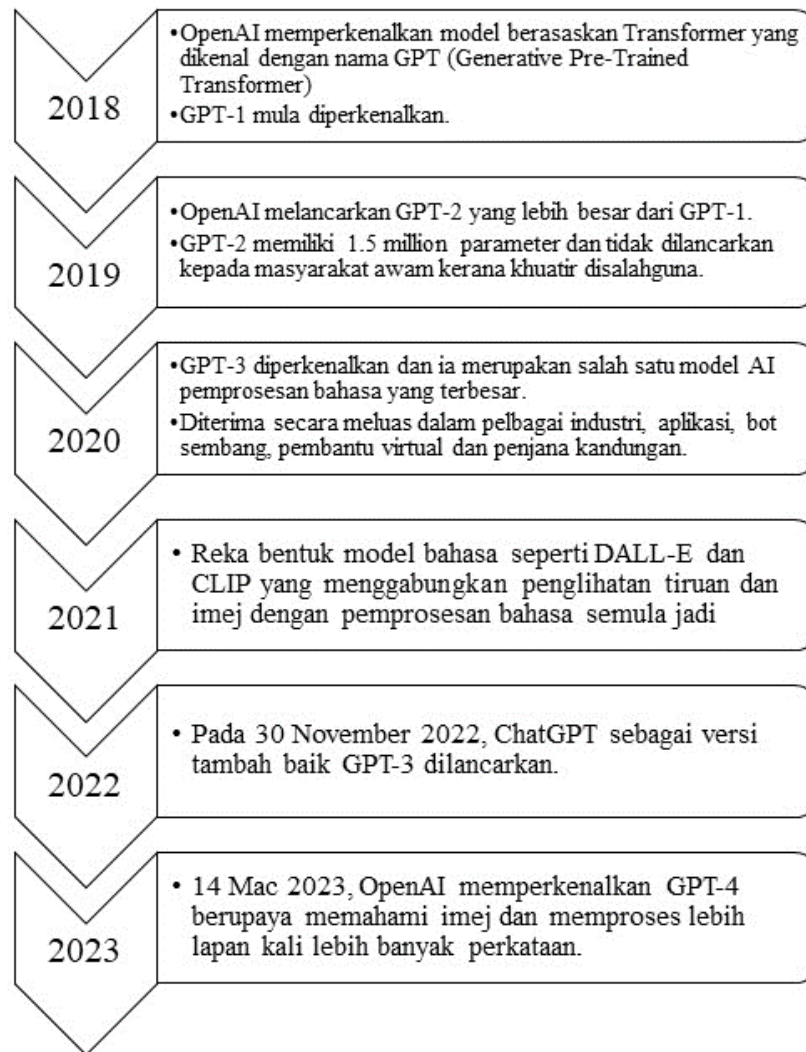 2018
•OpenAI memperkenalkan model berasaskan Transformer yang
dikenal dengan nama GPT (Generative Pre-Trained
Transformer)
•GPT-1 mula diperkenalkan.
2019
•OpenAI melancarkan GPT-2 yang lebih besar dari GPT-1.
•GPT-2 memiliki 1.5 million parameter dan tidak dilancarkan
kepada masyarakat awam kerana khuatir disalahguna.
2020
•GPT-3 diperkenalkan dan ia merupakan salah satu model AI
pemprosesan bahasa yang terbesar.
•Diterima secara meluas dalam pelbagai industri, aplikasi, bot
sembang, pembantu virtual dan penjana kandungan.
2021
• Reka bentuk model bahasa seperti DALL-E dan
CLIP yang menggabungkan penglihatan tiruan dan
imej dengan pemprosesan bahasa semula jadi
2022
• Pada 30 November 2022, ChatGPT sebagai versi
tambah baik GPT-3 dilancarkan.
2023
• 14 Mac 2023, OpenAI memperkenalkan GPT-4
berupaya memahami imej dan memproses lebih
lapan kali lebih banyak perkataan.